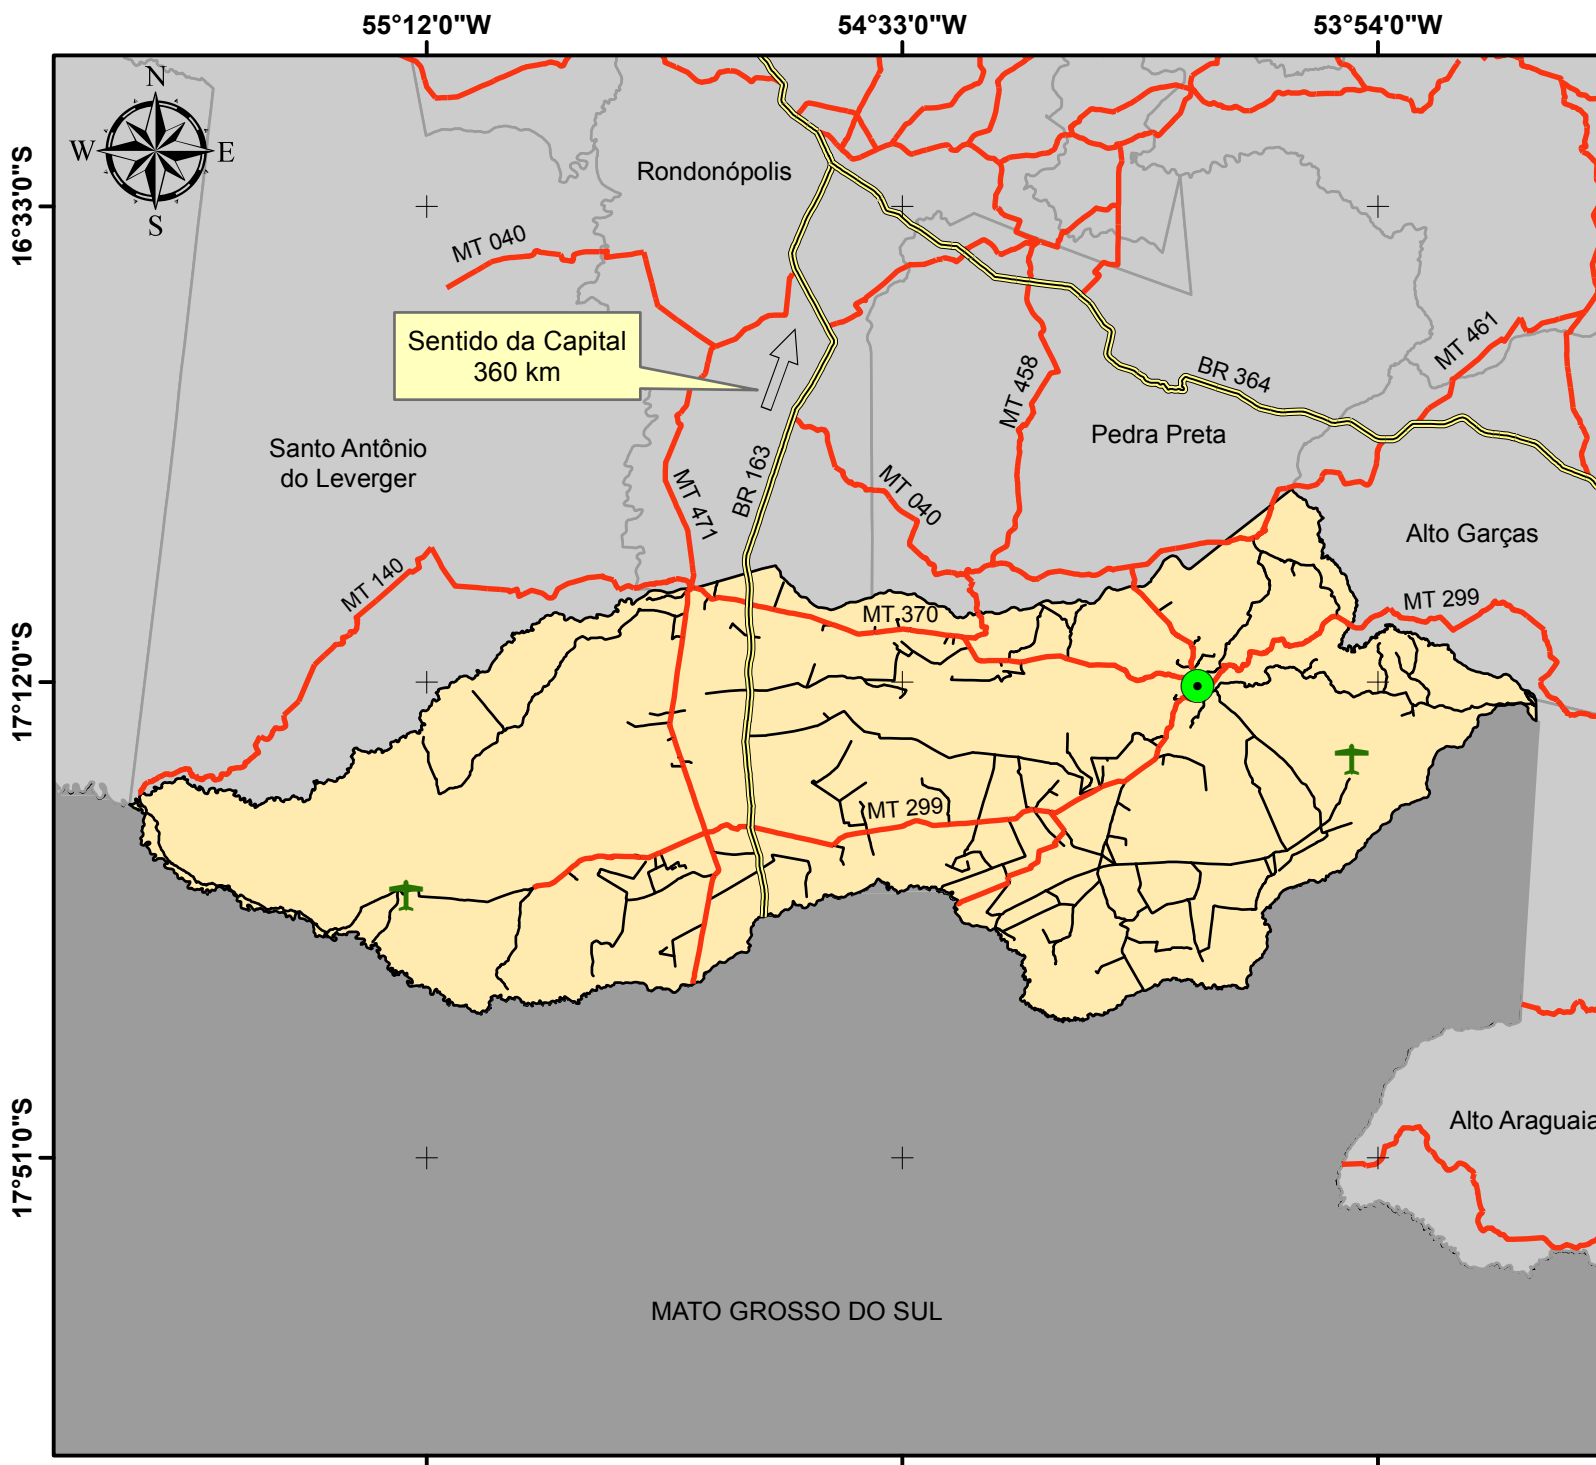 55°12'0"W
54°33'0"W
53°54'0"W
N
W
E
S
16°33'0"S
17°12'0"S
17°51'0"S
Rondonópolis
MT 040
Sentido da Capital
360 km
MT 461
MT 458
BR 364
Santo Antônio
do Leverger
Pedra Preta
BR 163
MT 471
MT 040
Alto Garças
MT 140
MT 370
MT 299
MT 299
Alto Araguaia
MATO GROSSO DO SUL